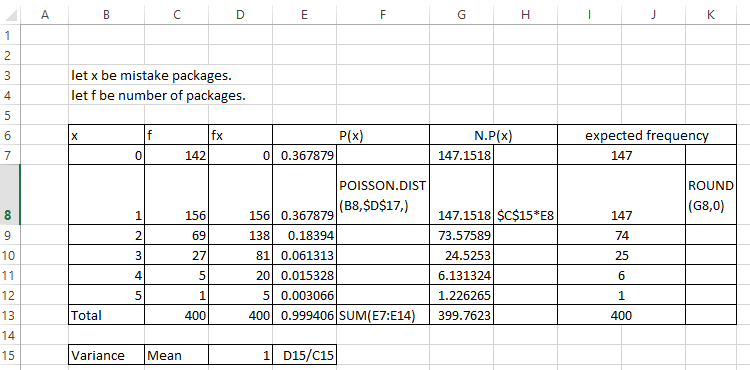 A B C D E F G H I J K
1
2
3 let x be mistake packages.
4 let f be number of packages.
5
6 x f fx P(x) N.P(x) expected frequency
7 0 142 0 0.367879 147.1518 147
POISSON.DIST ROUND
(B8,$D$17,) (G8,0)
8 1 156 156 0.367879 147.1518 $C$15*E8 147
9 2 69 138 0.18394 73.57589 74
10 3 27 81 0.061313 24.5253 25
11 4 5 20 0.015328 6.131324 6
12 5 1 5 0.003066 1.226265 1
13 Total 400 400 0.999406 SUM(E7:E14) 399.7623 400
14
15 Variance Mean 1 D15/C15